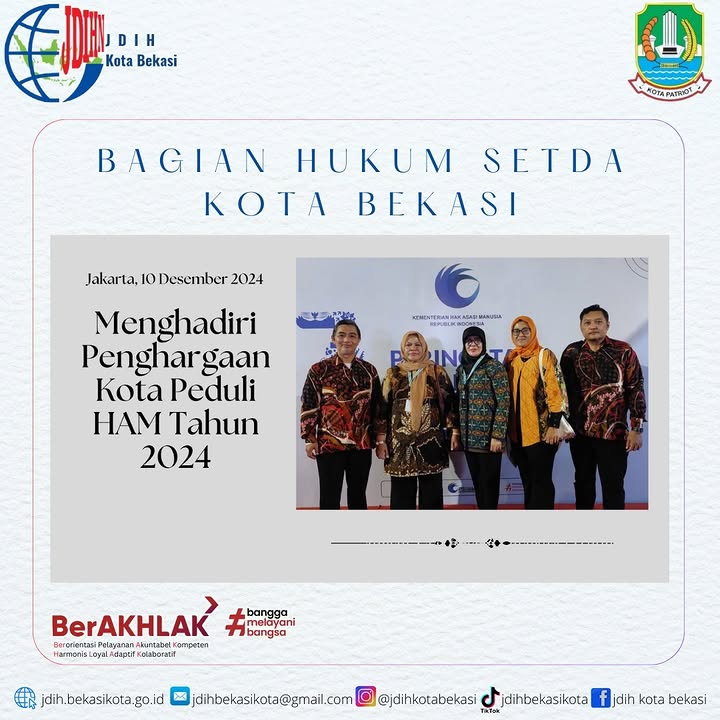 JDIHN
J D I H
Kota Bekasi
KOTA PATRIOT
BAGIAN HUKUM SETDA
KOTA BEKASI
Jakarta, 10 Desember 2024
Menghadiri
Penghargaan
Kota Peduli
HAM Tahun
2024
KEMENTERIAN HAK ASASI MANUSIA
REPUBLIK INDONESIA
BerAKHLAK
Berorientasi Pelayanan Akuntabel Kompeten
Harmonis Loyal Adaptif Kolaboratif
#bangga
melayani
bangsa
jdih.bekasikota.go.id
jdihbekasikota@gmail.com
@jdihkotabekasi
TikTok
jdihbekasikota
jdih kota bekasi